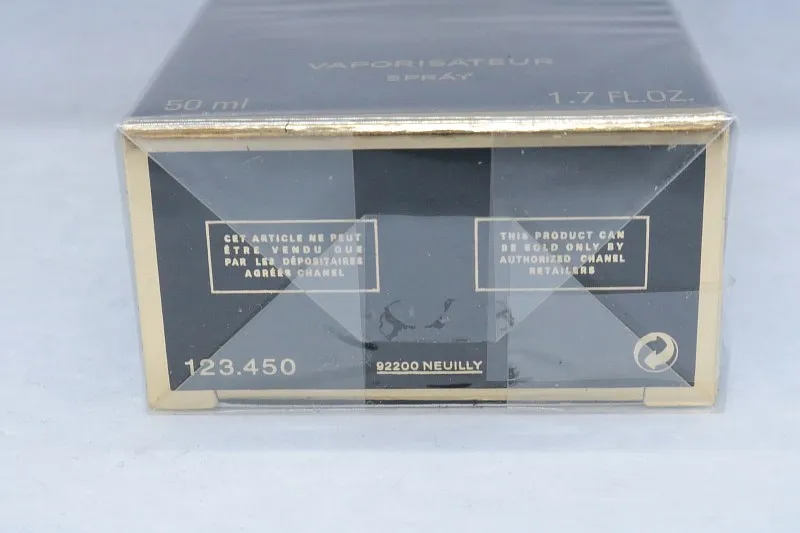 VAPORISATEUR
SPRAY
50 ml
1.7 FL.OZ.
CET ARTICLE NE PEUT
ÊTRE VENDU QUE
PAR LES DÉPOSITAIRES
AGRÉÉS CHANEL
THIS PRODUCT CAN
BE SOLD ONLY BY
AUTHORIZED CHANEL
RETAILERS
123.450
92200 NEUILLY